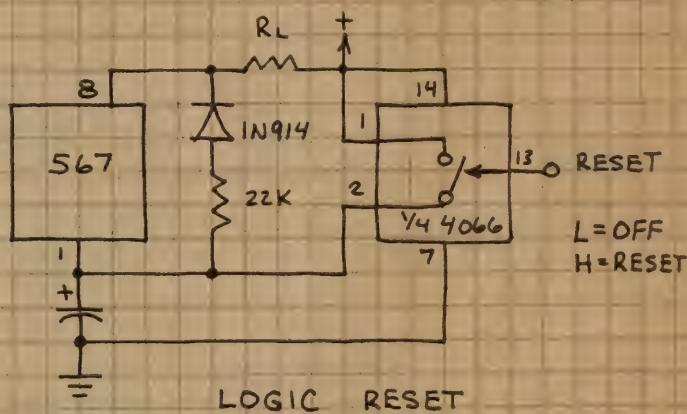 RL
+
8
14
1N914
1
567
13
RESET
22K
2
1/4 4066
L=OFF
1
7
H=RESET
+
LOGIC RESET